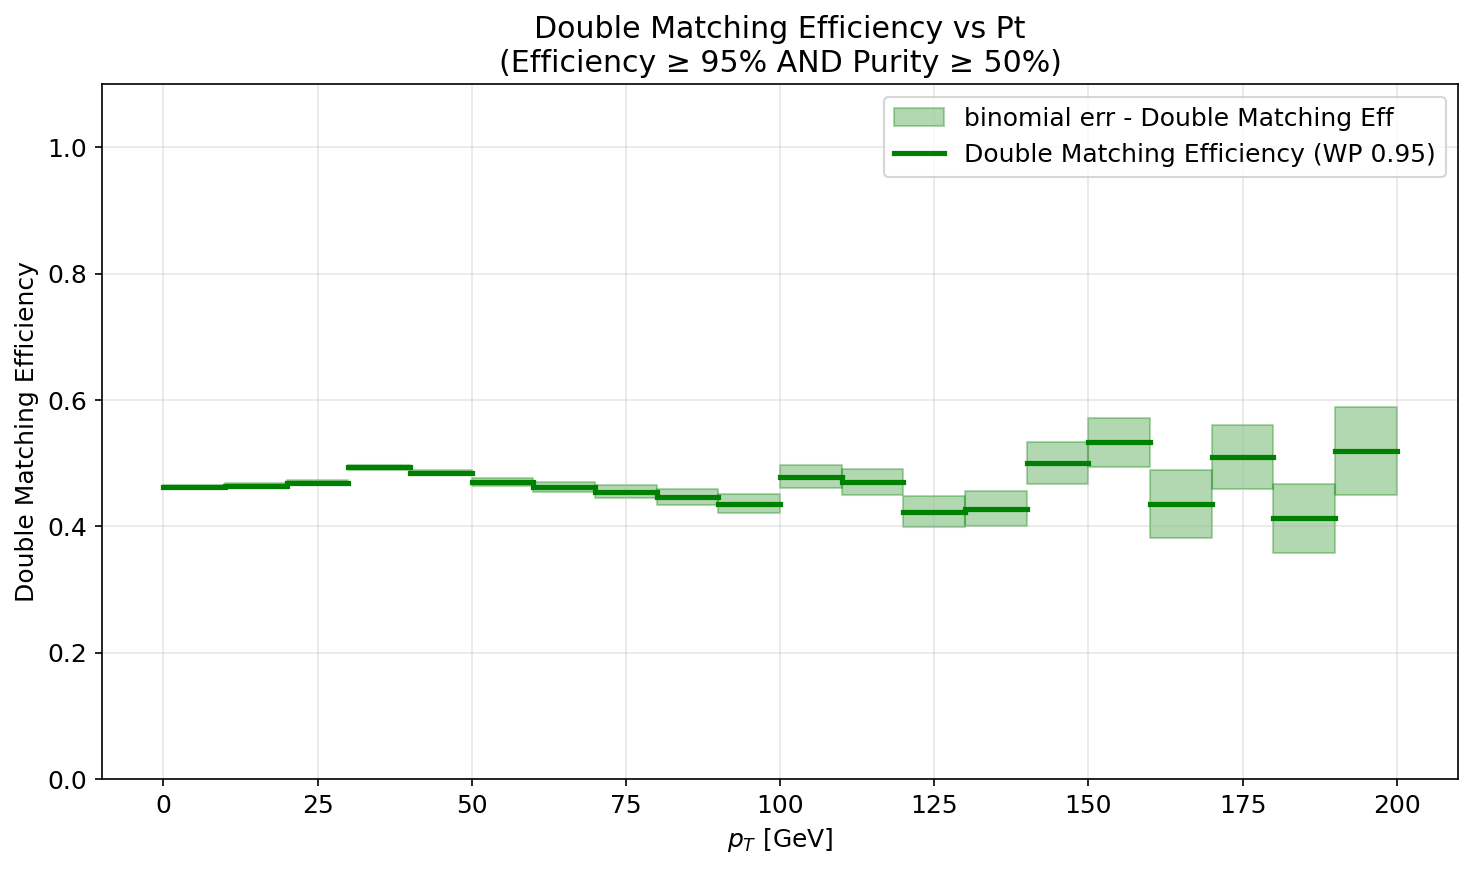 Double Matching Efficiency vs Pt
(Efficiency ≥ 95% AND Purity ≥ 50%)
binomial err - Double Matching Eff
Double Matching Efficiency (WP 0.95)
Double Matching Efficiency
1.0
0.8
0.6
0.4
0.2
0.0
0 25 50 75 100 125 150 175 200
p_T [GeV]